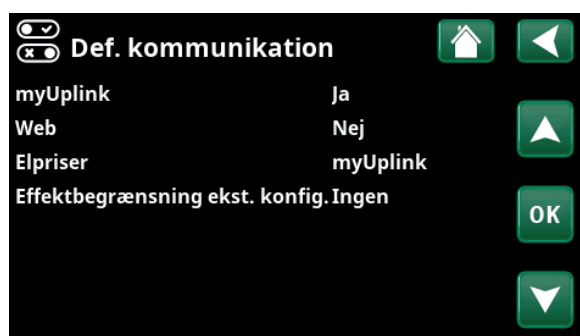 Def. kommunikation
myUplink Ja
Web Nej
Elpriser myUplink
Effektbegrænsning ekst. konfig. Ingen
OK